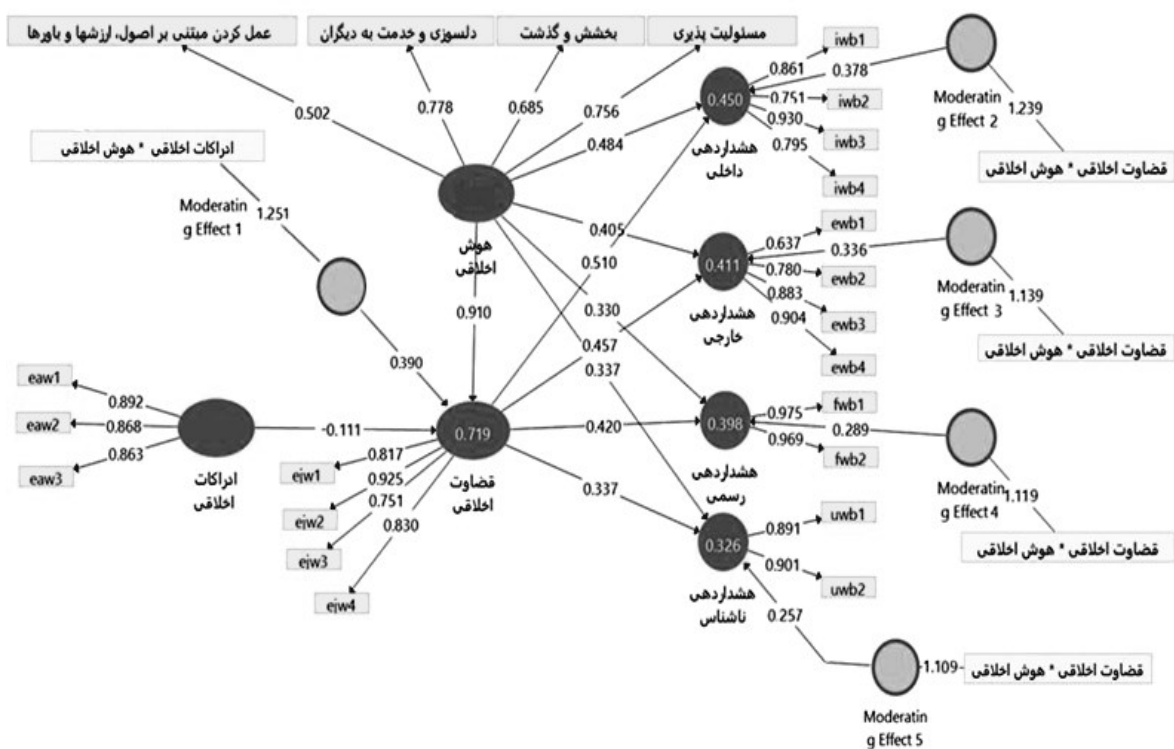 عمل کردن مبتنی بر اصول، ارزشها و باورها
دلسوزی و خدمت به دیگران
بخشش و گذشت
مسئولیت پذیری
0.502
0.778
0.685
0.756
0.484
iwb1
0.861
0.378
0.751
iwb2
0.930
iwb3
0.795
iwb4
0.450
هشداردهی
داخلی
Moderatin
g Effect 2
1.239
قضاوت اخلاقی * هوش اخلاقی
ادراکات اخلاقی * هوش اخلاقی
1.251
Moderatin
g Effect 1
هوش
اخلاقی
0.405
0.510
0.910
0.330
0.457
0.337
0.390
ewb1
0.637
0.336
0.780
ewb2
0.883
ewb3
0.904
ewb4
0.411
هشداردهی
خارجی
Moderatin
g Effect 3
1.139
قضاوت اخلاقی * هوش اخلاقی
eaw1
0.892
eaw2
0.868
0.863
eaw3
ادراکات
اخلاقی
-0.111
0.719
قضاوت
اخلاقی
0.420
0.337
ejw1
0.817
0.925
ejw2
0.751
ejw3
0.830
ejw4
0.398
هشداردهی
رسمی
0.975
fwb1
0.289
0.969
fwb2
Moderatin
g Effect 4
1.119
قضاوت اخلاقی * هوش اخلاقی
0.326
هشداردهی
ناشناس
0.891
uwb1
0.901
uwb2
0.257
1.109
قضاوت اخلاقی * هوش اخلاقی
Moderatin
g Effect 5